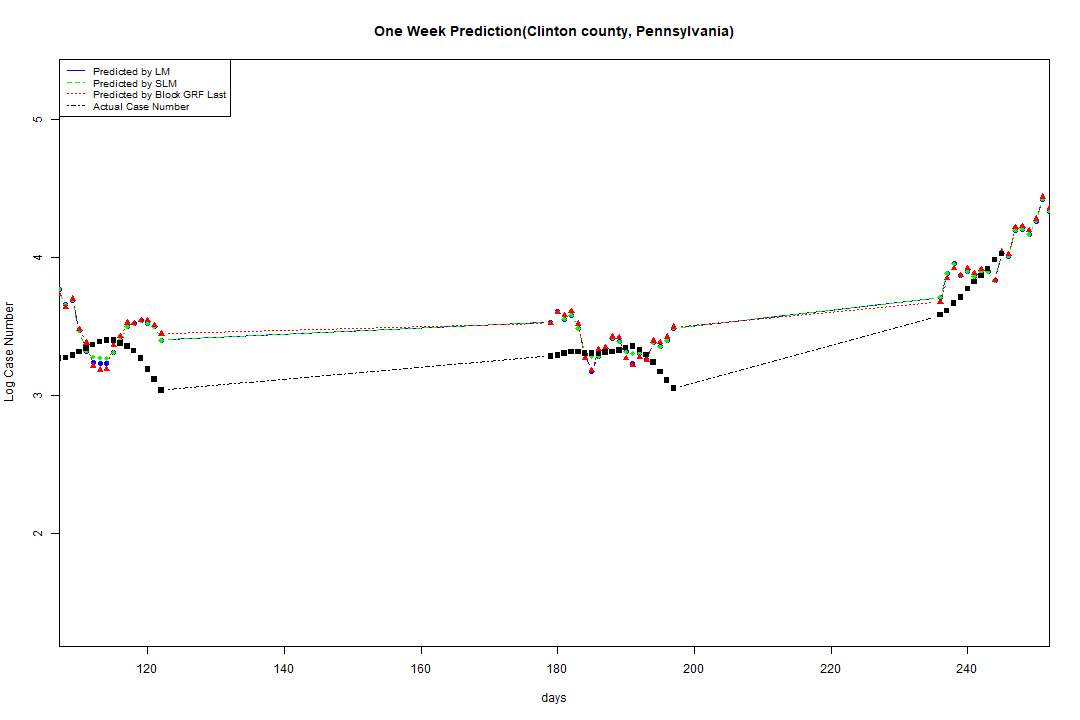 One Week Prediction(Clinton county, Pennsylvania)
Predicted by LM
Predicted by SLM
Predicted by Block GRF Last
Actual Case Number
5
4
3
2
Log Case Number
120 140 160 180 200 220 240
days